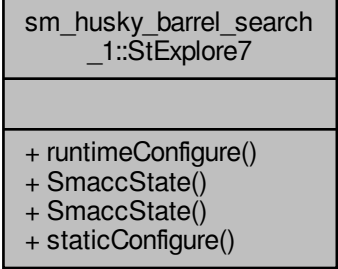 sm_husky_barrel_search
_1::StExplore7
+ runtimeConfigure()
+ SmaccState()
+ SmaccState()
+ staticConfigure()